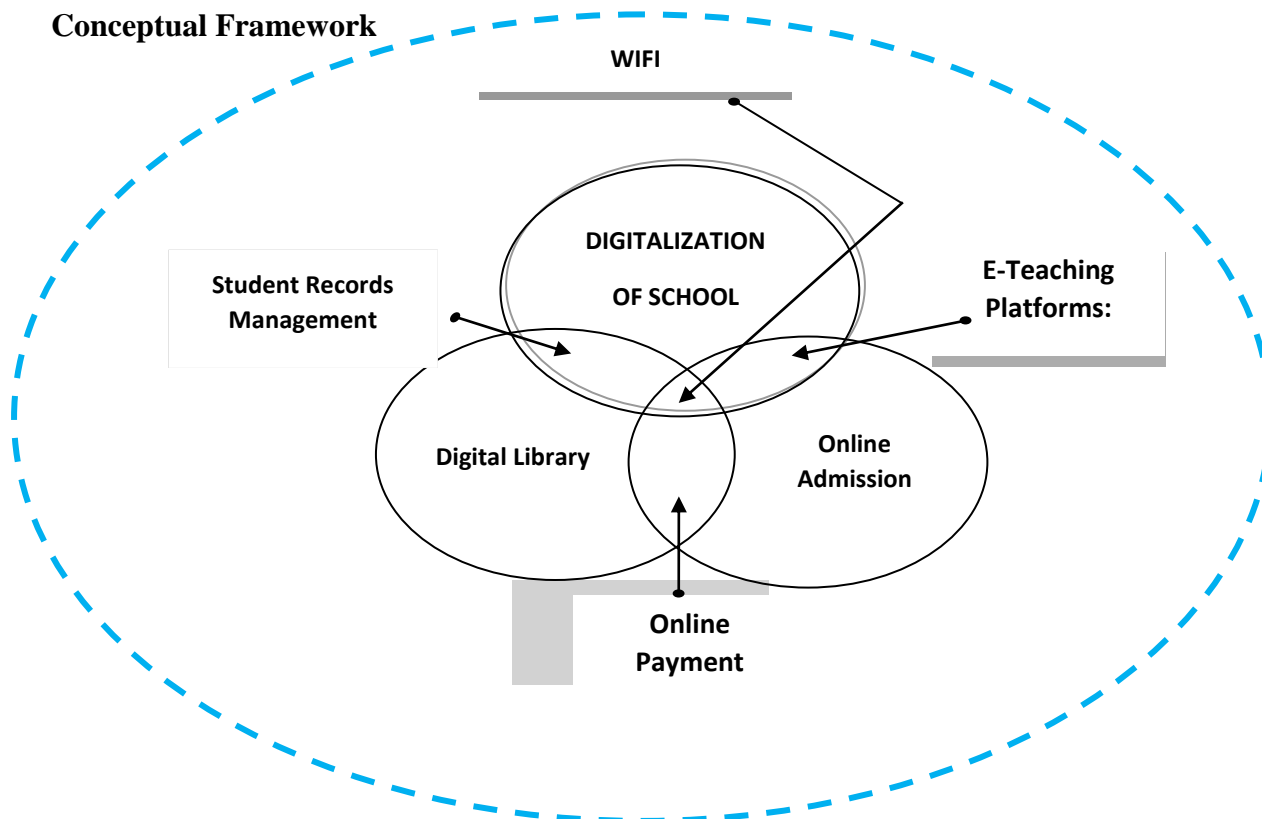 Conceptual Framework
WIFI
DIGITALIZATION
OF SCHOOL
Student Records
Management
E-Teaching
Platforms:
Digital Library
Online
Admission
Online
Payment